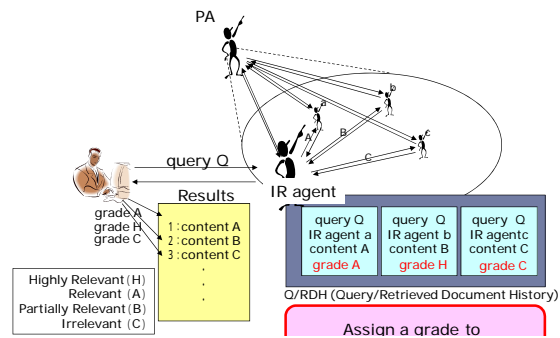 PA
a
b
c
A
B
C
query Q
IR agent
Results
grade A
grade H
grade C
1:content A
2:content B
3:content C
.
.
.
query Q
IR agent a
content A
grade A
query Q
IR agent b
content B
grade H
query Q
IR agentc
content C
grade C
Highly Relevant(H)
Relevant (A)
Partially Relevant(B)
Irrelevant (C)
Q/RDH (Query/Retrieved Document History)
Assign a grade to